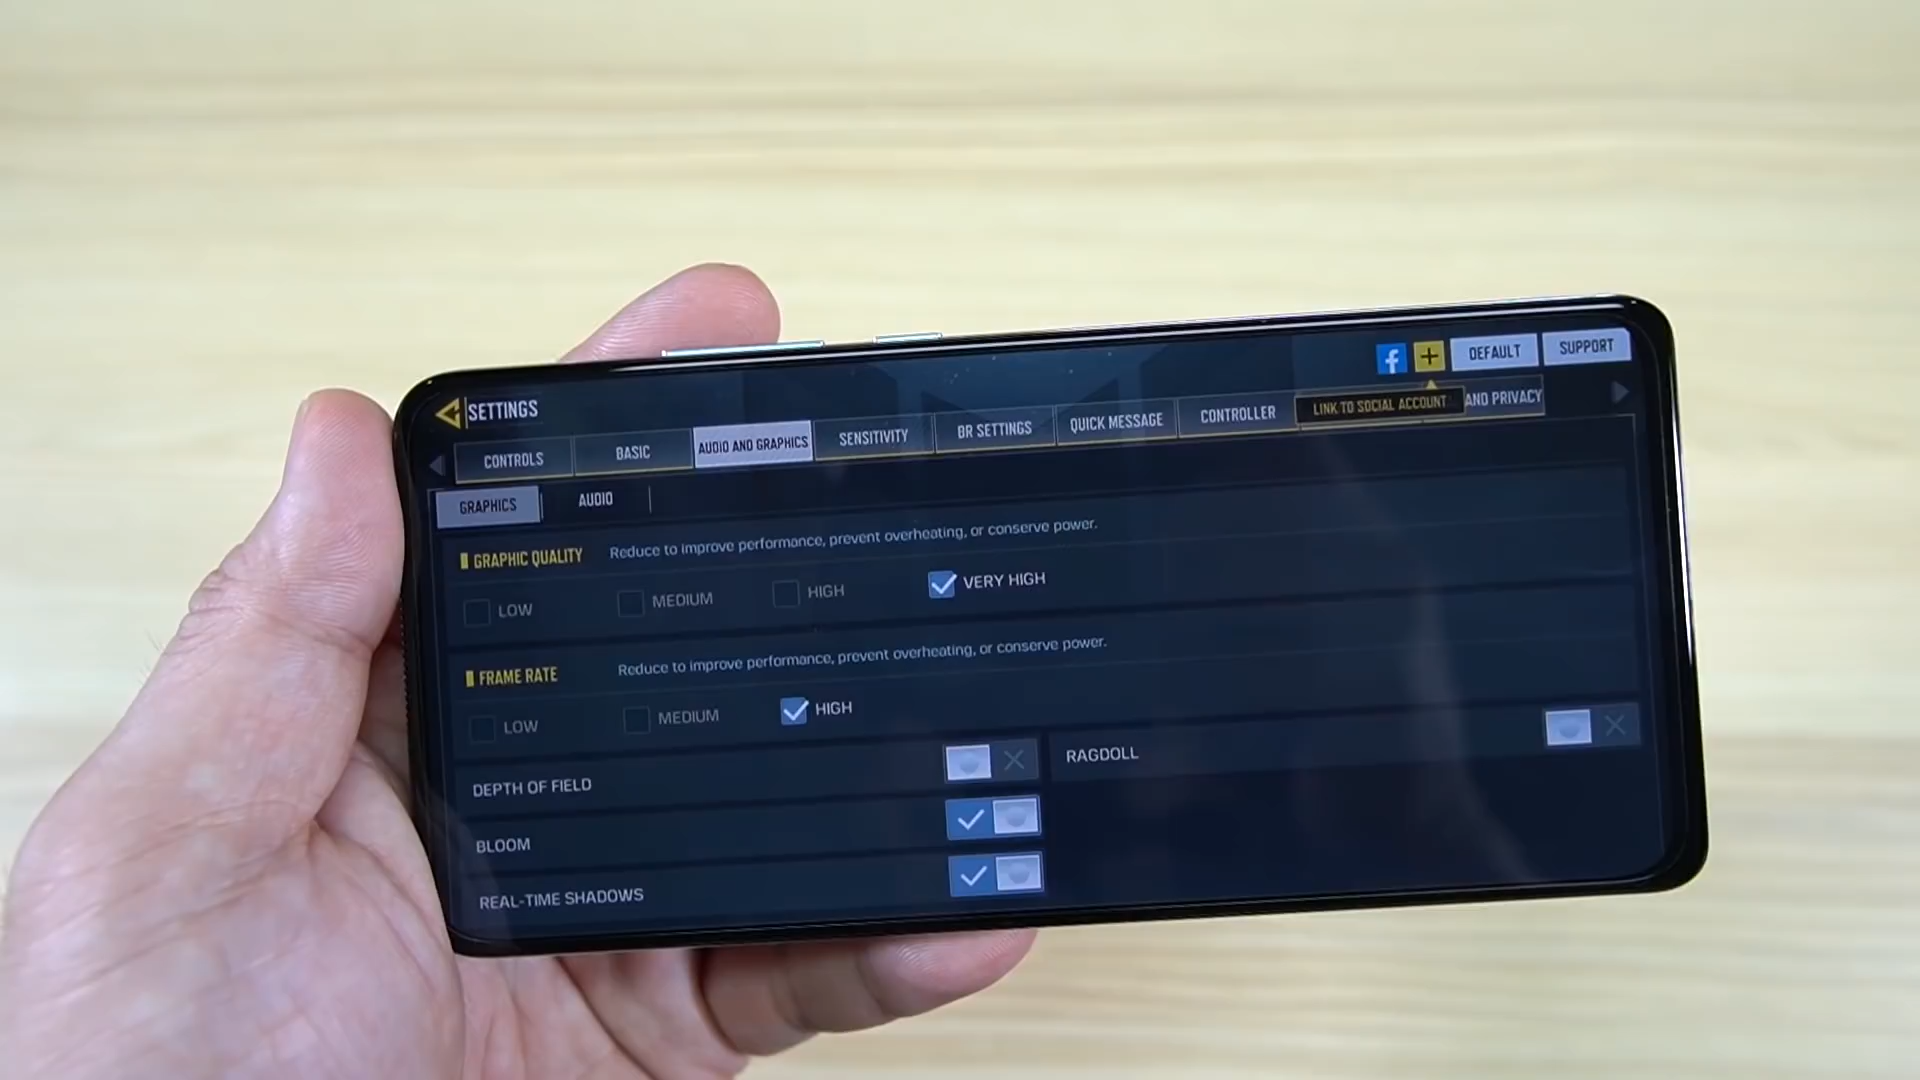 SETTINGS
f + DEFAULT SUPPORT
CONTROLS BASIC AUDIO AND GRAPHICS SENSITIVITY BR SETTINGS QUICK MESSAGE CONTROLLER LINK TO SOCIAL ACCOUNT AND PRIVACY
GRAPHICS AUDIO
GRAPHIC QUALITY Reduce to improve performance, prevent overheating, or conserve power.
LOW MEDIUM HIGH VERY HIGH
FRAME RATE Reduce to improve performance, prevent overheating, or conserve power.
LOW MEDIUM HIGH
DEPTH OF FIELD RAGDOLL
BLOOM
REAL-TIME SHADOWS